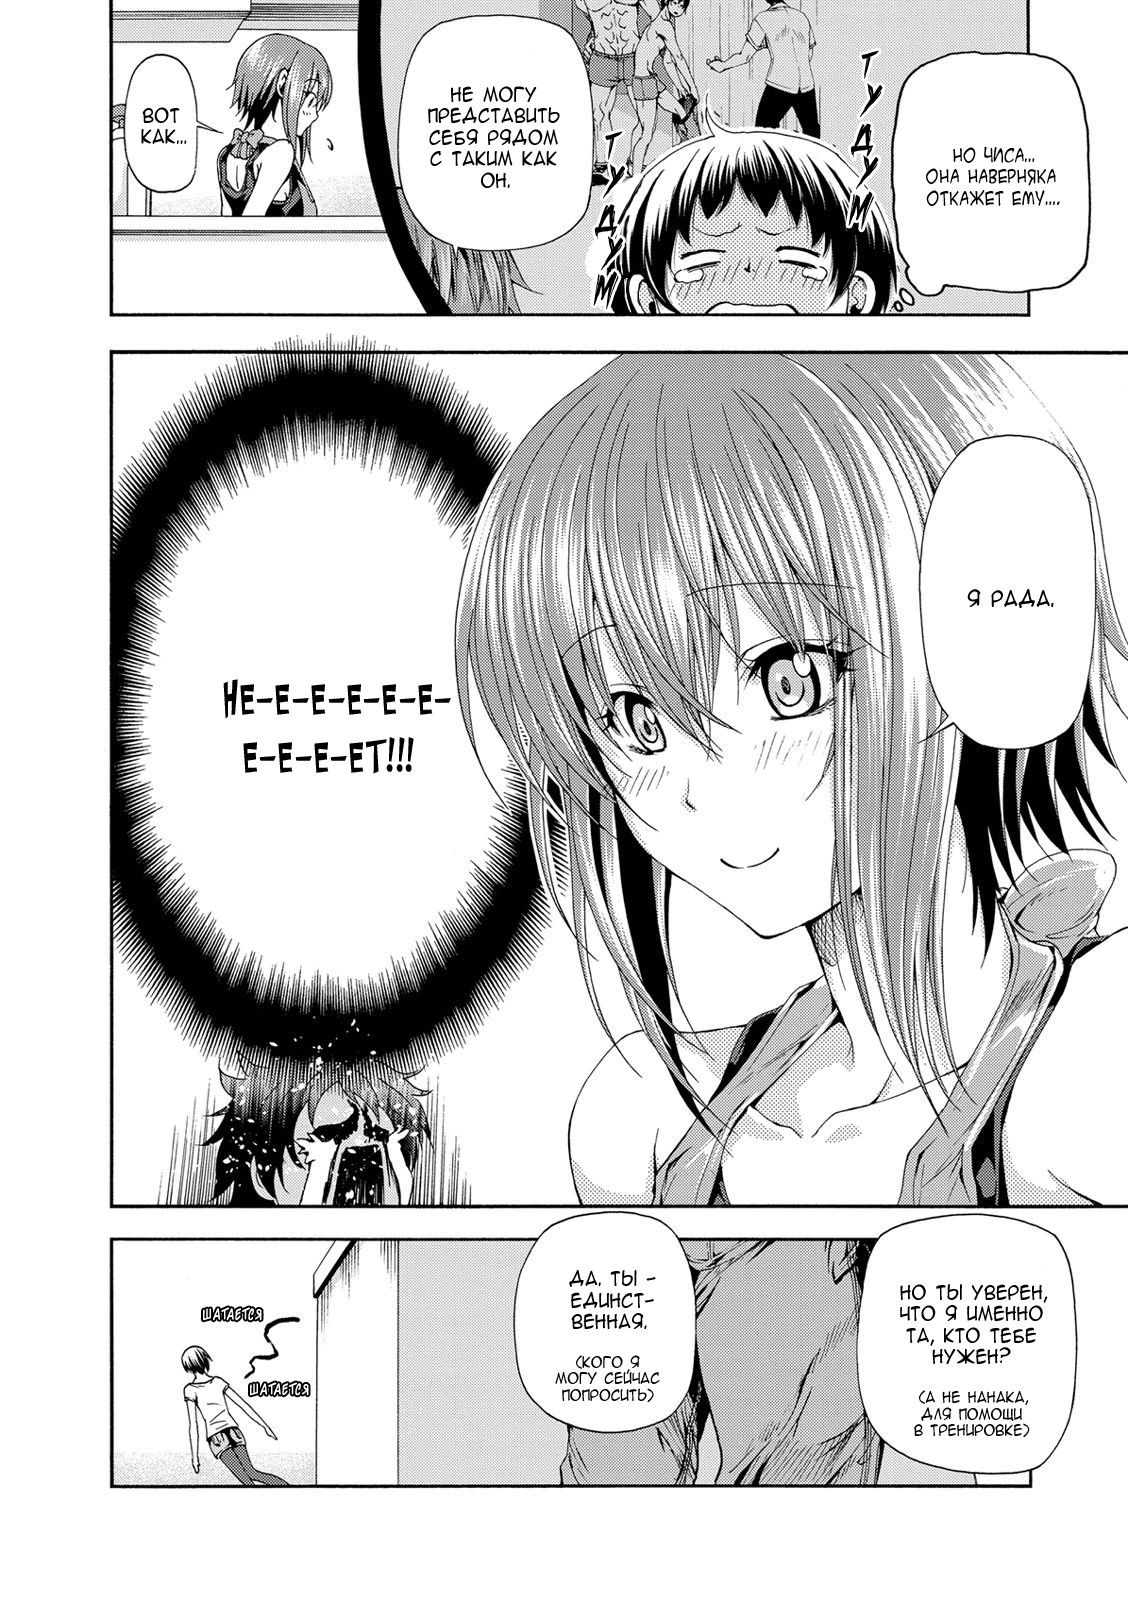 НО ЧИСА...
ОНА НАВЕРНЯКА
ОТКАЖЕТ ЕМУ....
ТУДУМ
ТУДУМ
НЕ МОГУ
ПРЕДСТАВИТЬ
СЕБЯ РЯДОМ
С ТАКИМ КАК
ОН.
ВОТ
КАК...
Я РАДА.
НЕ-Е-Е-Е-Е-Е-
Е-Е-Е-ЕТ!!!
НО ТЫ УВЕРЕН,
ЧТО Я ИМЕННО
ТА, КТО ТЕБЕ
НУЖЕН?
(А НЕ НАНАКА,
ДЛЯ ПОМОЩИ
В ТРЕНИРОВКЕ)
ДА. ТЫ -
ЕДИНСТ-
ВЕННАЯ.
(КОГО Я
МОГУ СЕЙЧАС
ПОПРОСИТЬ)
ШАТАЕТСЯ
ШАТАЕТСЯ